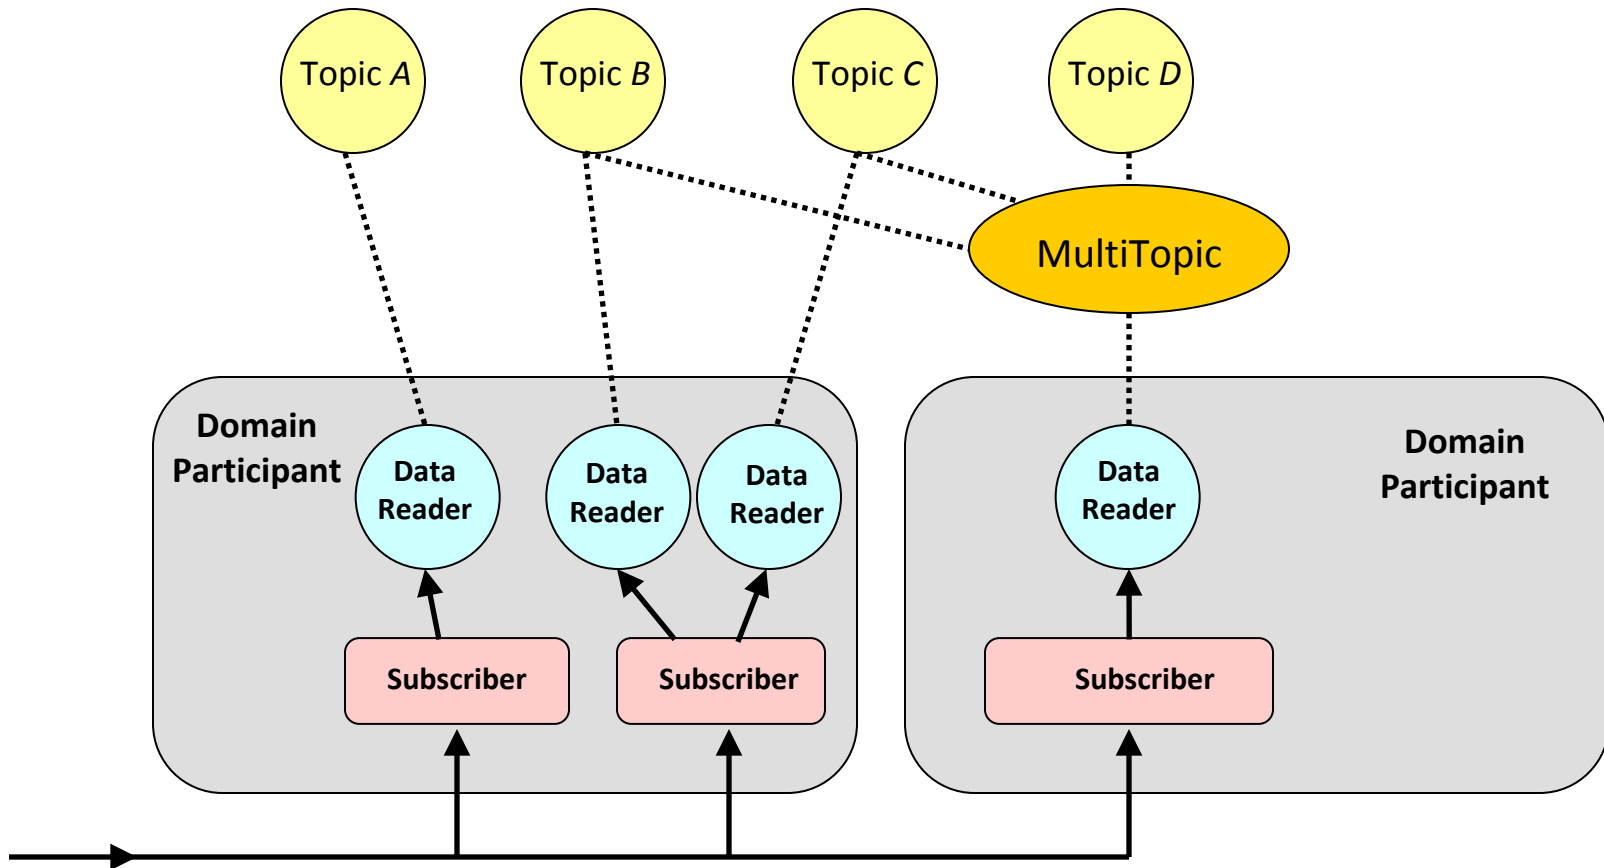 Topic A
Topic B
Topic C
Topic D
MultiTopic
Domain
Participant
Data
Reader
Data
Reader
Data
Reader
Data
Reader
Domain
Participant
Subscriber
Subscriber
Subscriber